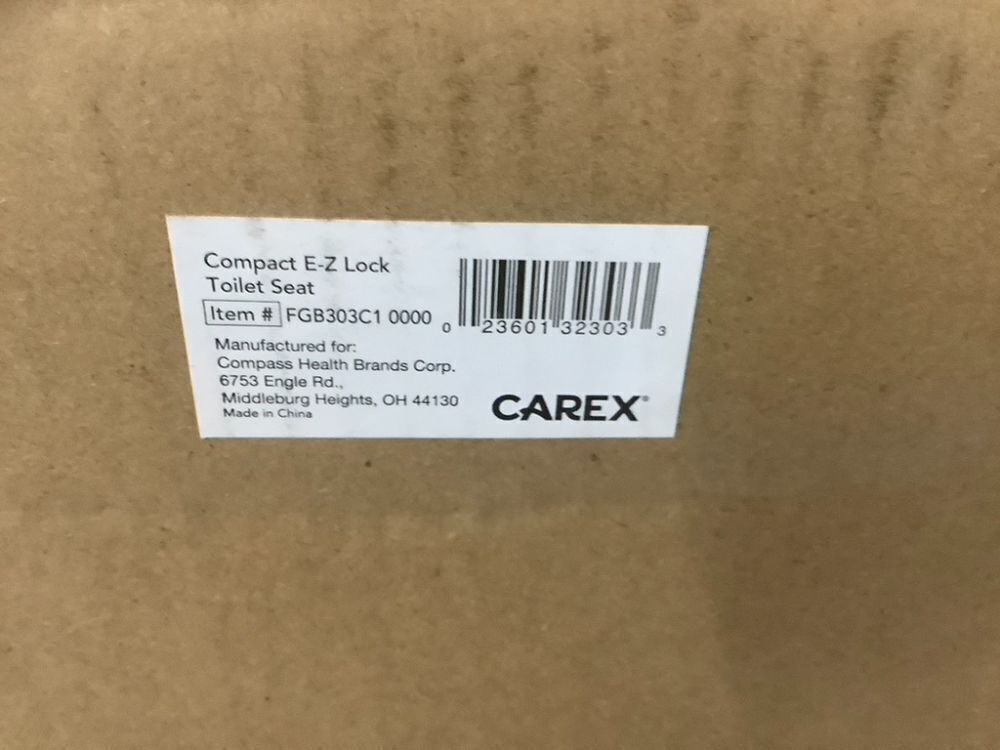 Compact E-Z Lock
Toilet Seat
Item # FGB303C1 0000
0 23601 32303 3
Manufactured for:
Compass Health Brands Corp.
6753 Engle Rd.,
Middleburg Heights, OH 44130
Made in China
CAREX®